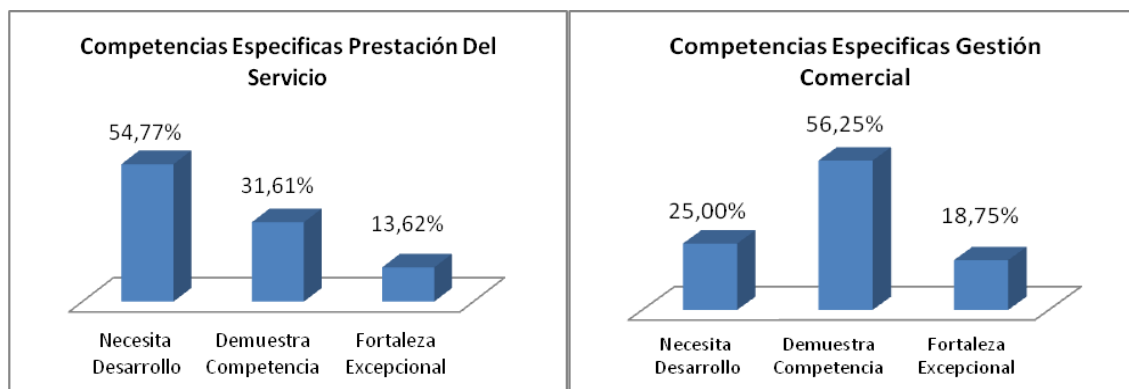 Competencias Especificas Prestación Del
Servicio
54,77%
31,61%
13,62%
Necesita
Desarrollo
Demuestra
Competencia
Fortaleza
Excepcional
Competencias Especificas Gestión
Comercial
25,00%
56,25%
18,75%
Necesita
Desarrollo
Demuestra
Competencia
Fortaleza
Excepcional